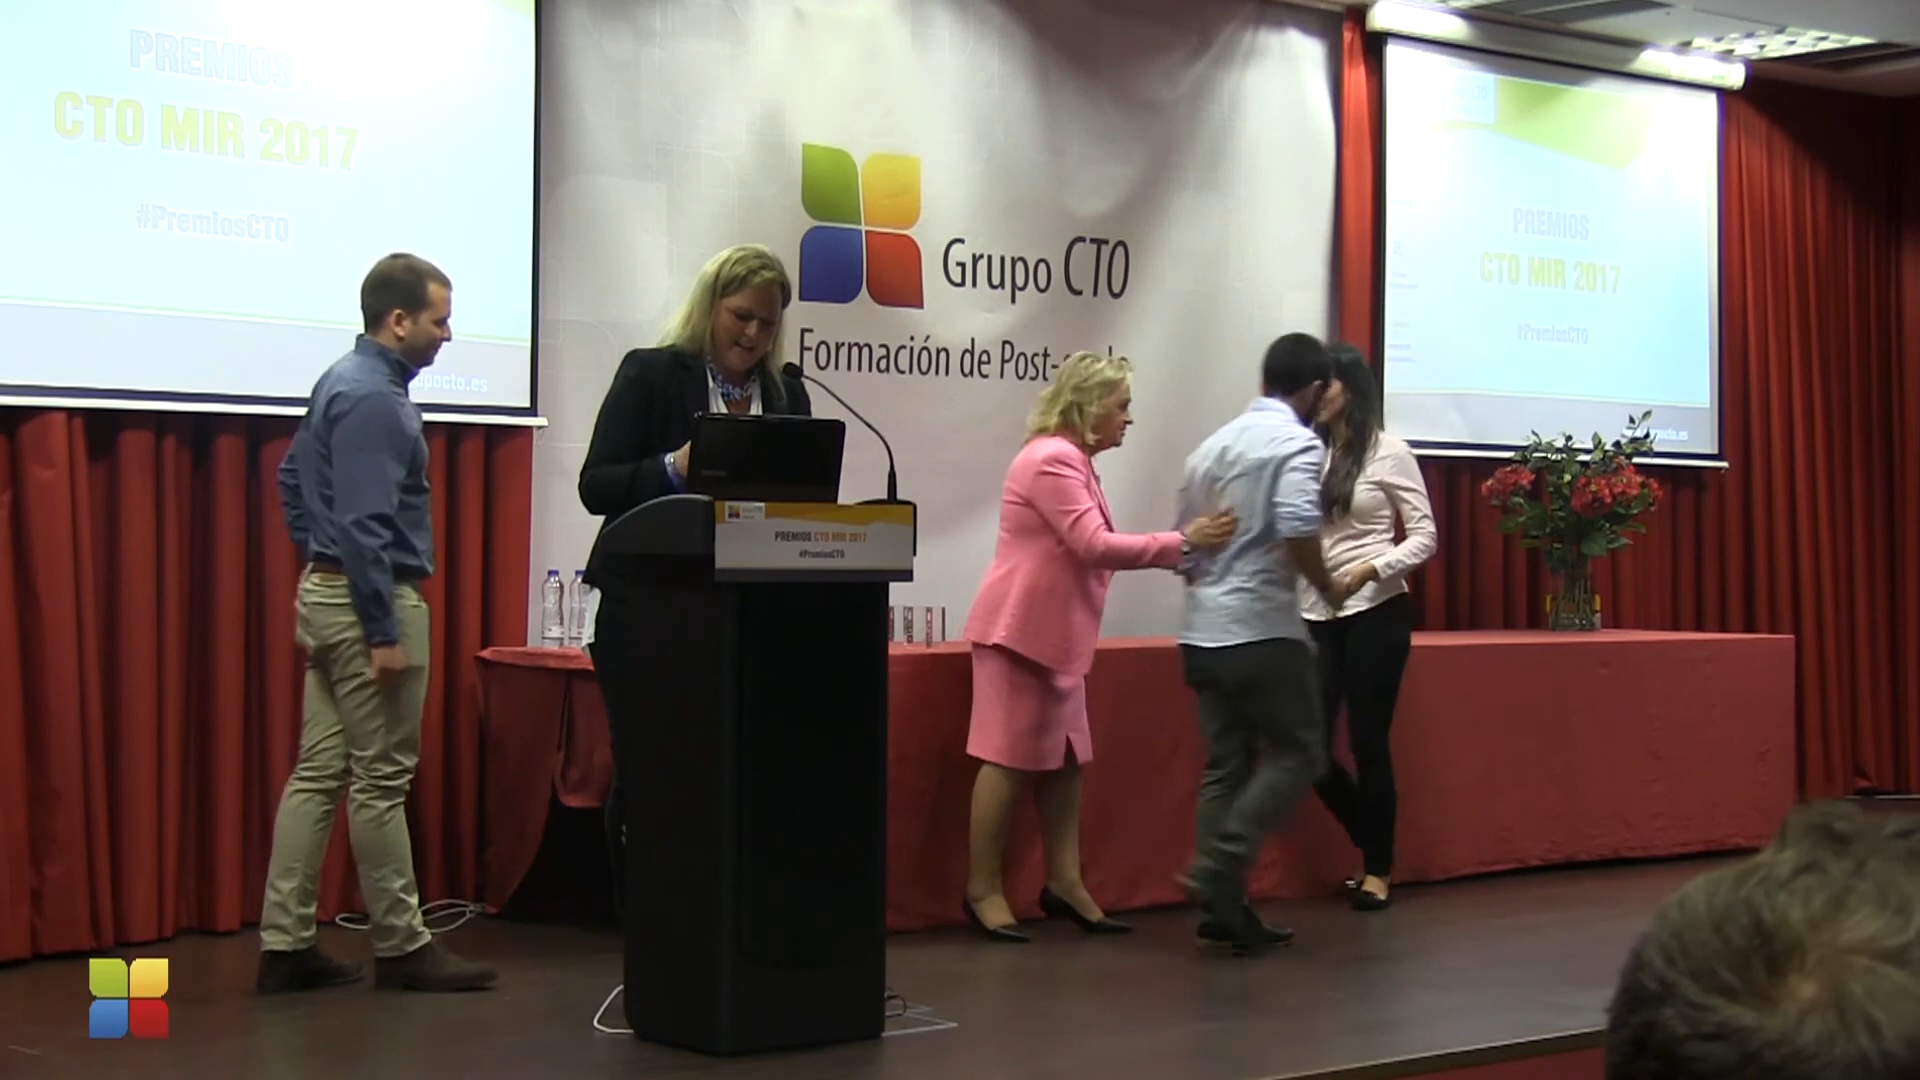 PREMIOS
CTO MIR 2017
#PremiosCTO
Grupo CTO
Formación de Post-
PREMIOS
CTO MIR 2017
#PremiosCTO
PREMIOS CTO MIR 2017
#PremiosCTO